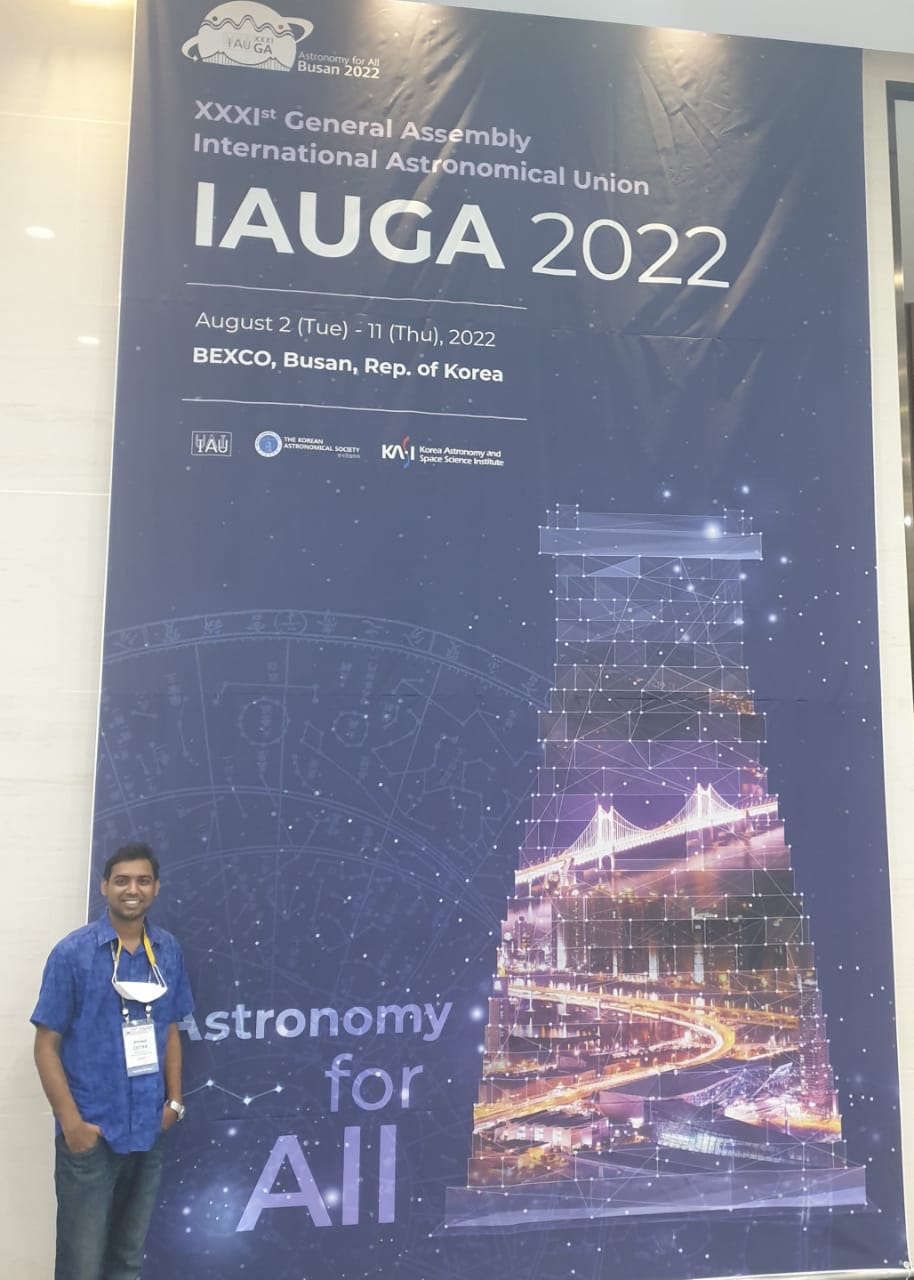 IAU XXXI GA
Astronomy for All
Busan 2022
XXXIst General Assembly
International Astronomical Union
IAUGA 2022
August 2 (Tue) - 11 (Thu), 2022
BEXCO, Busan, Rep. of Korea
IAU
THE KOREAN
ASTRONOMICAL SOCIETY
KASI Korea Astronomy and
Space Science Institute
Astronomy
for
All